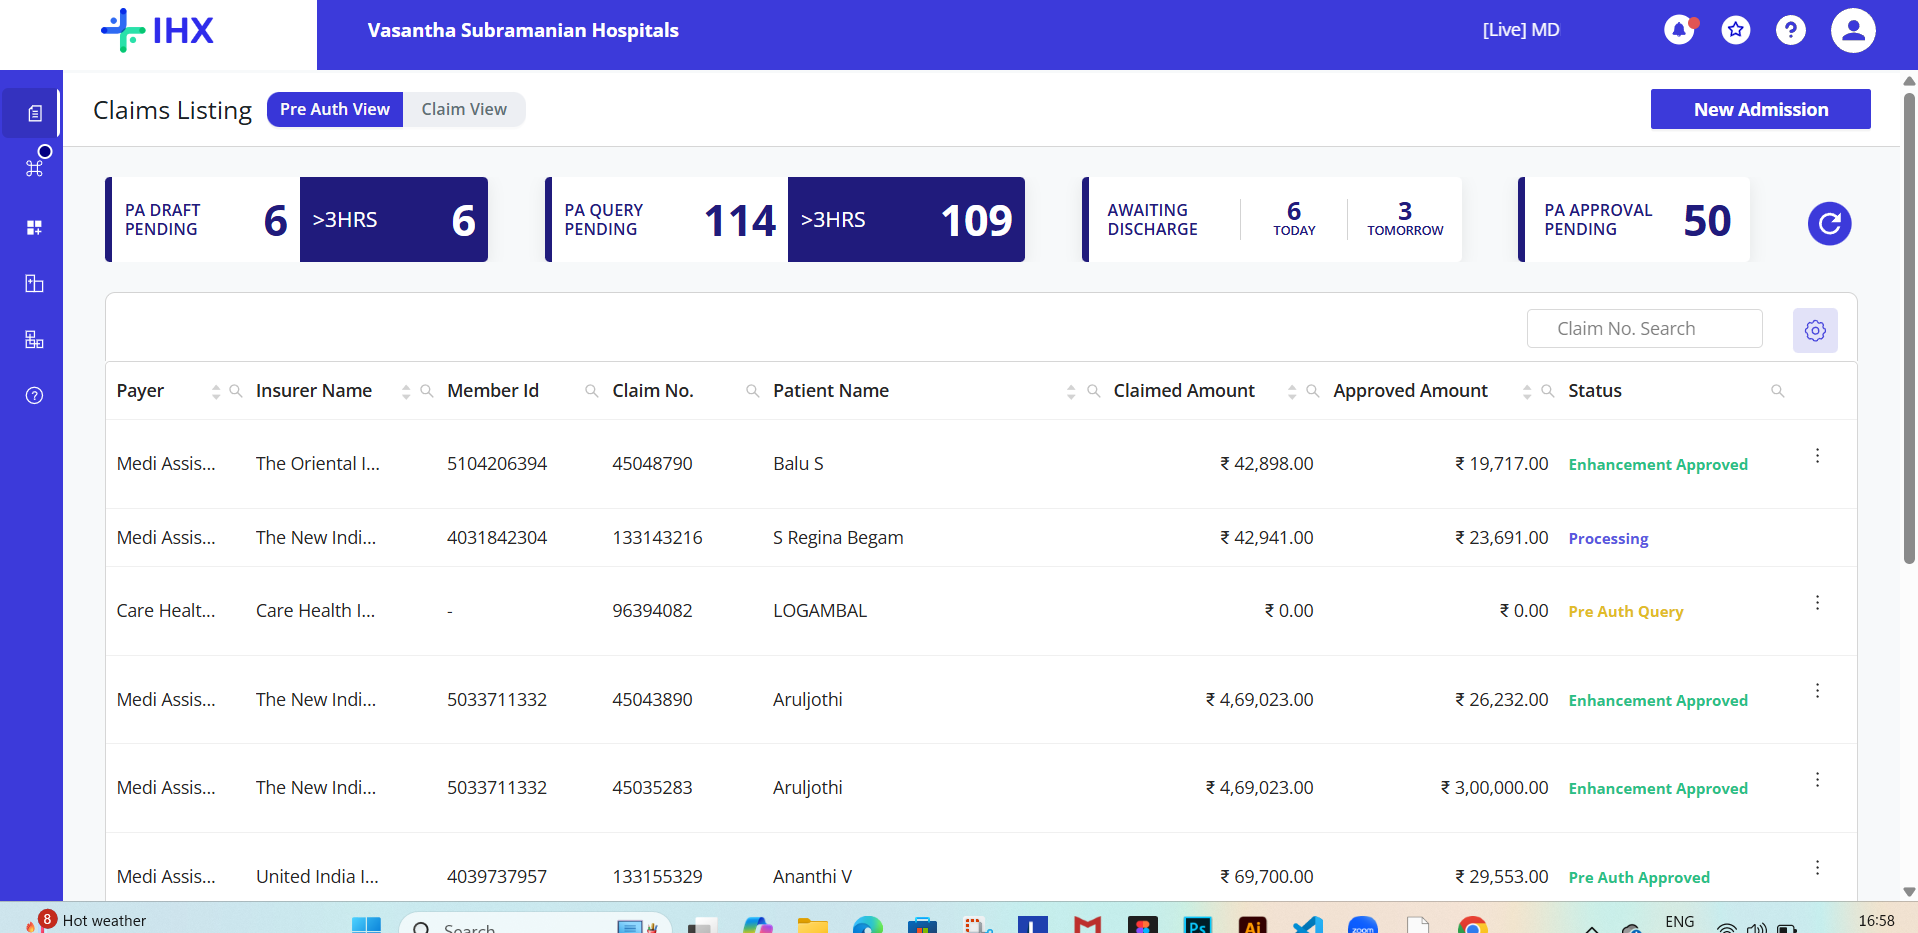 IHX
Vasantha Subramanian Hospitals
[Live] MD
Claims Listing
Pre Auth View
Claim View
New Admission
PA DRAFT PENDING 6 >3HRS 6
PA QUERY PENDING 114 >3HRS 109
AWAITING DISCHARGE 6 TODAY 3 TOMORROW
PA APPROVAL PENDING 50
Claim No. Search
Payer Insurer Name Member Id Claim No. Patient Name Claimed Amount Approved Amount Status
Medi Assis... The Oriental I... 5104206394 45048790 Balu S ₹ 42,898.00 ₹ 19,717.00 Enhancement Approved
Medi Assis... The New Indi... 4031842304 133143216 S Regina Begam ₹ 42,941.00 ₹ 23,691.00 Processing
Care Healt... Care Health I... - 96394082 LOGAMBAL ₹ 0.00 ₹ 0.00 Pre Auth Query
Medi Assis... The New Indi... 5033711332 45043890 Aruljothi ₹ 4,69,023.00 ₹ 26,232.00 Enhancement Approved
Medi Assis... The New Indi... 5033711332 45035283 Aruljothi ₹ 4,69,023.00 ₹ 3,00,000.00 Enhancement Approved
Medi Assis... United India I... 4039737957 133155329 Ananthi V ₹ 69,700.00 ₹ 29,553.00 Pre Auth Approved
8 Hot weather
Search
Ps
Ai
zoom
ENG
16:58